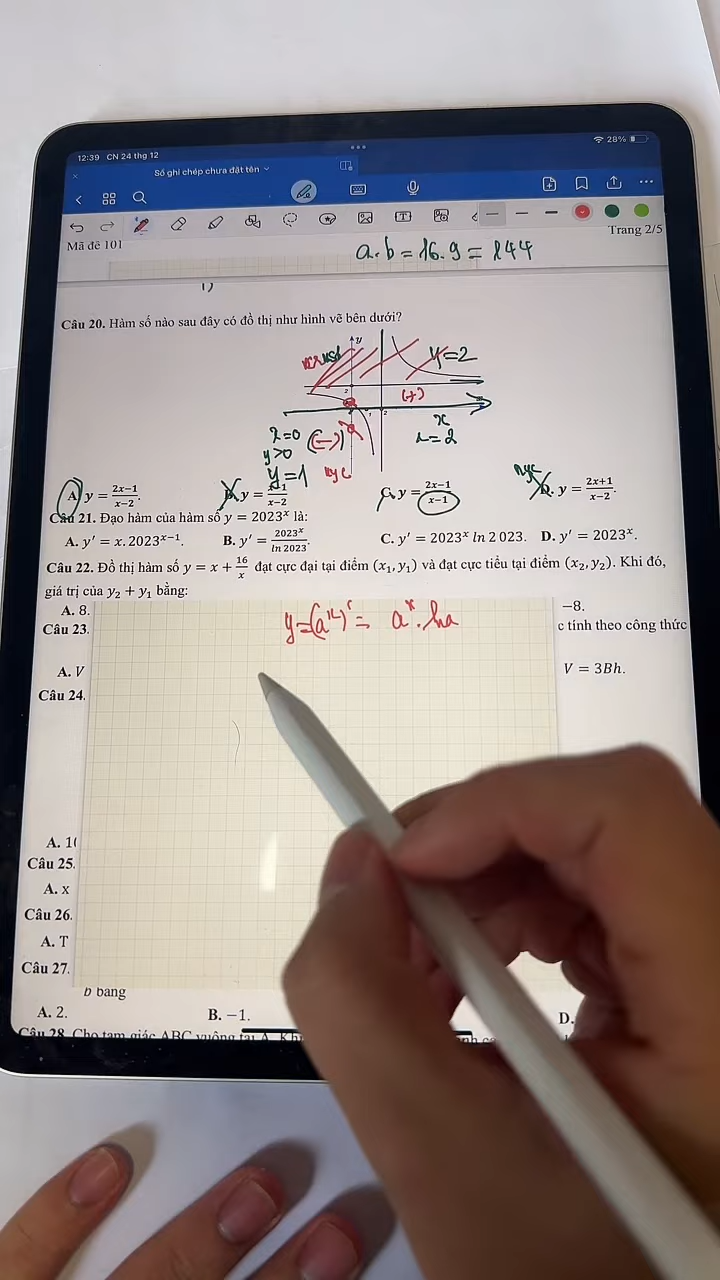 12:39 CN 24 thg 12
28%
Sổ ghi chép chưa đặt tên
Mã đề 101
Trang 2/5
a.b = 16.9 = 144
Câu 20. Hàm số nào sau đây có đồ thị như hình vẽ bên dưới?
y
y=2
2
(+)
x=0
(-)
1
2
x
x=2
y>0
y=1
A. y = 2x−1/x−2.
y = /x−2
C. y = 2x−1/x−1
D. y = 2x+1/x−2.
Câu 21. Đạo hàm của hàm số y = 2023^x là:
A. y′ = x. 2023^{x−1}.
B. y′ = 2023^x/ln 2023.
C. y′ = 2023^x ln 2023.
D. y′ = 2023^x.
Câu 22. Đồ thị hàm số y = x + 16/x đạt cực đại tại điểm (x₁, y₁) và đạt cực tiểu tại điểm (x₂, y₂). Khi đó,
giá trị của y₂ + y₁ bằng:
A. 8.
−8.
Câu 23.
c tính theo công thức
A. V
V = 3Bh.
Câu 24.
A. 1
Câu 25.
A. x
Câu 26.
A. T
Câu 27.
b bằng
A. 2.
B. −1.
D.
Câu 28. Cho tam giác ABC vuông tại A. Kh